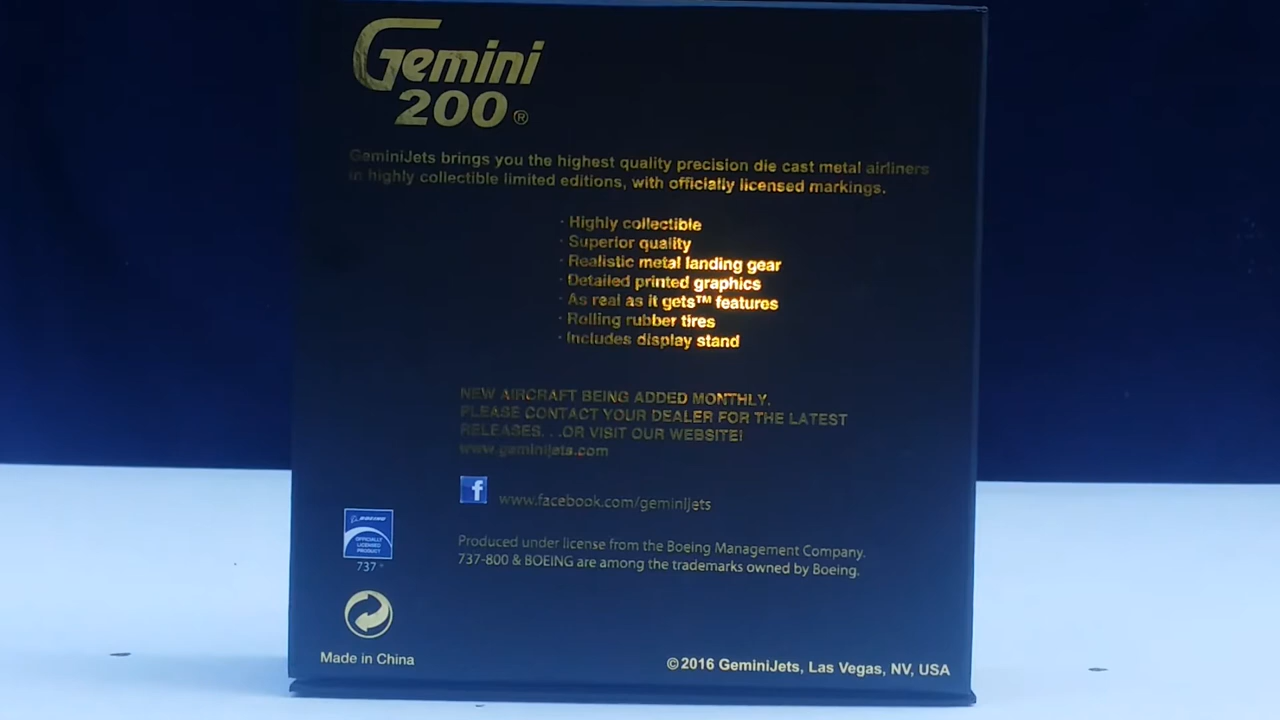 Gemini
200®
GeminiJets brings you the highest quality precision die cast metal airliners
in highly collectible limited editions, with officially licensed markings.
· Highly collectible
· Superior quality
· Realistic metal landing gear
· Detailed printed graphics
· As real as it gets™ features
· Rolling rubber tires
· Includes display stand
NEW AIRCRAFT BEING ADDED MONTHLY.
PLEASE CONTACT YOUR DEALER FOR THE LATEST
RELEASES. . .OR VISIT OUR WEBSITE!
www.geminijets.com
f www.facebook.com/geminijets
BOEING
OFFICIALLY
LICENSED
PRODUCT
737
Produced under license from the Boeing Management Company.
737-800 & BOEING are among the trademarks owned by Boeing.
Made in China
©2016 GeminiJets, Las Vegas, NV, USA